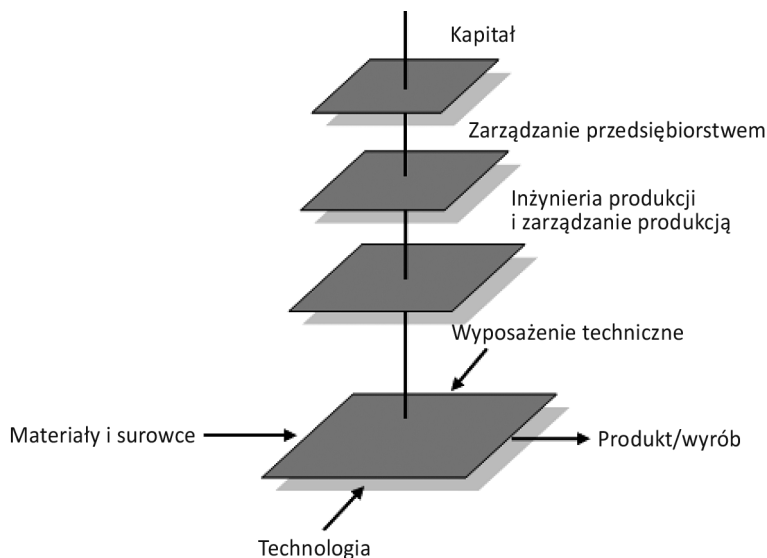 Kapitał
Zarządzanie przedsiębiorstwem
Inżynieria produkcji
i zarządzanie produkcją
Wyposażenie techniczne
Materiały i surowce
Produkt/wyrób
Technologia